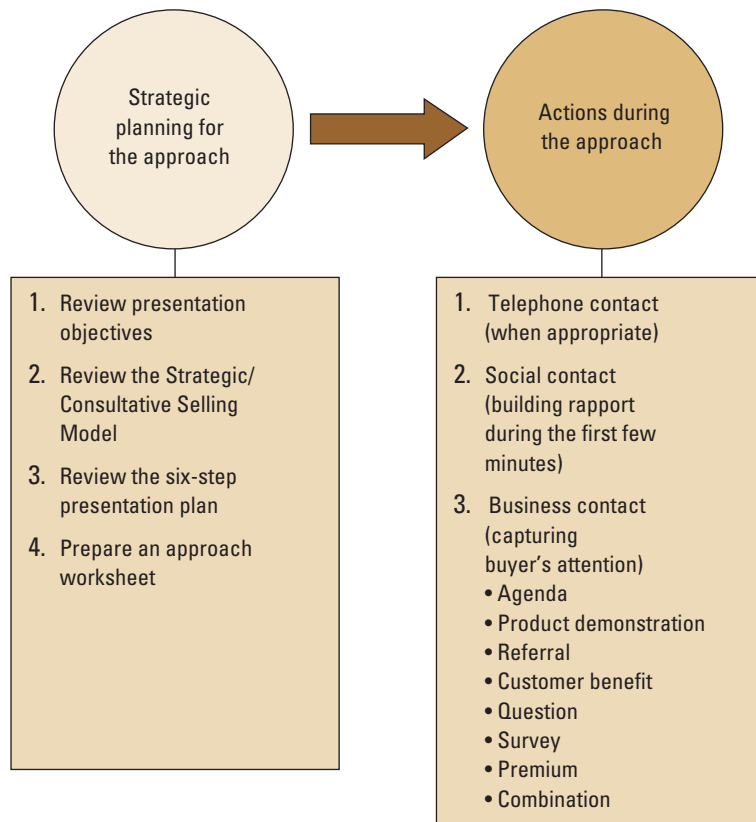 Strategic
planning for
the approach
Actions during
the approach
1. Review presentation
objectives
2. Review the Strategic/
Consultative Selling
Model
3. Review the six-step
presentation plan
4. Prepare an approach
worksheet
1. Telephone contact
(when appropriate)
2. Social contact
(building rapport
during the first few
minutes)
3. Business contact
(capturing
buyer's attention)
• Agenda
• Product demonstration
• Referral
• Customer benefit
• Question
• Survey
• Premium
• Combination